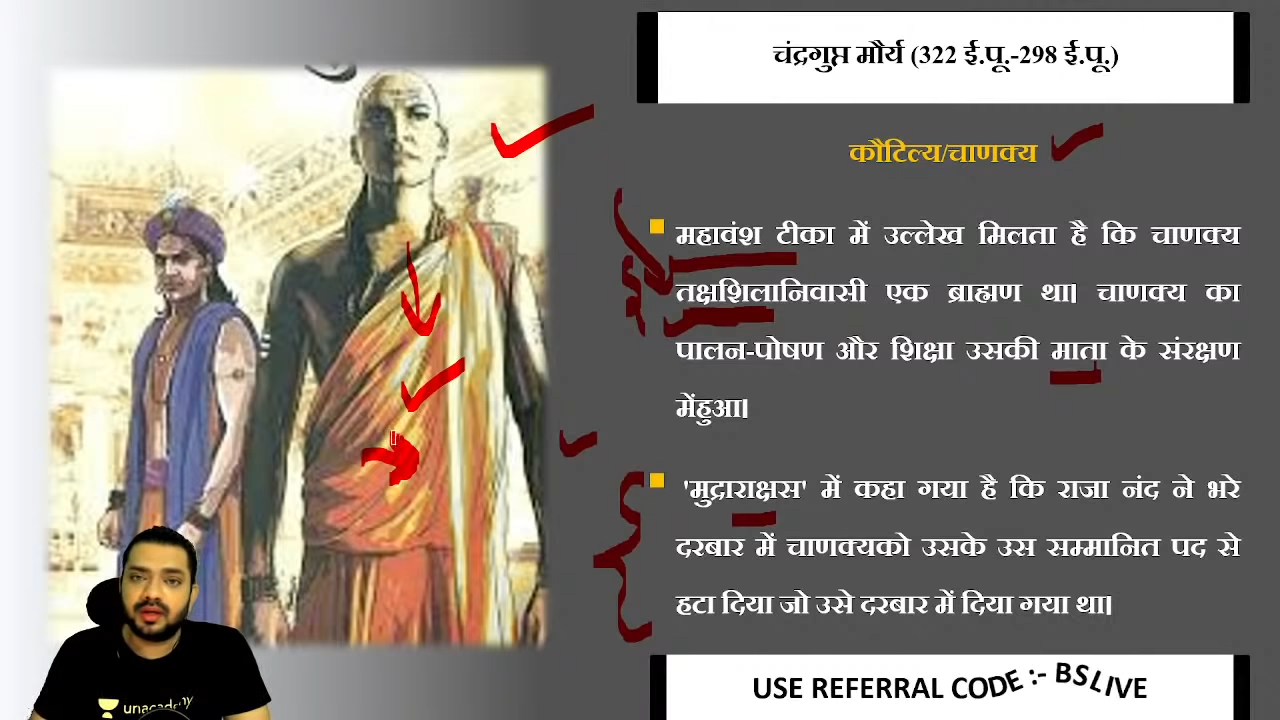 चंद्रगुप्त मौर्य (322 ई.पू.-298 ई.पू.)
कौटिल्य/चाणक्य
महावंश टीका में उल्लेख मिलता है कि चाणक्य
तक्षशिलानिवासी एक ब्राह्मण था। चाणक्य का
पालन-पोषण और शिक्षा उसकी माता के संरक्षण
मेंहुआ।
'मुद्राराक्षस' में कहा गया है कि राजा नंद ने भरे
दरबार में चाणक्यको उसके उस सम्मानित पद से
हटा दिया जो उसे दरबार में दिया गया था।
USE REFERRAL CODE :- BSLIVE
unacademy